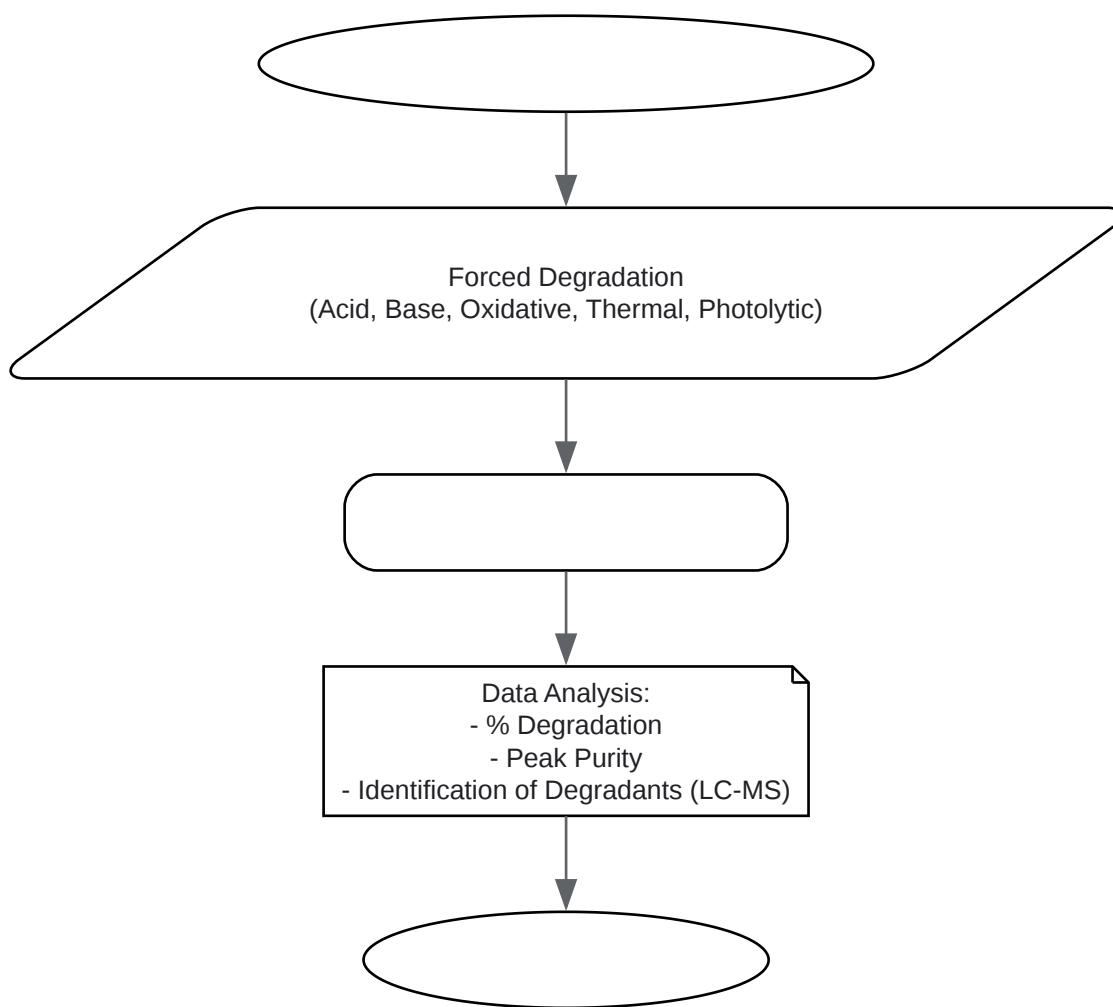 Forced Degradation
(Acid, Base, Oxidative, Thermal, Photolytic)
Data Analysis:
- % Degradation
- Peak Purity
- Identification of Degradants (LC-MS)